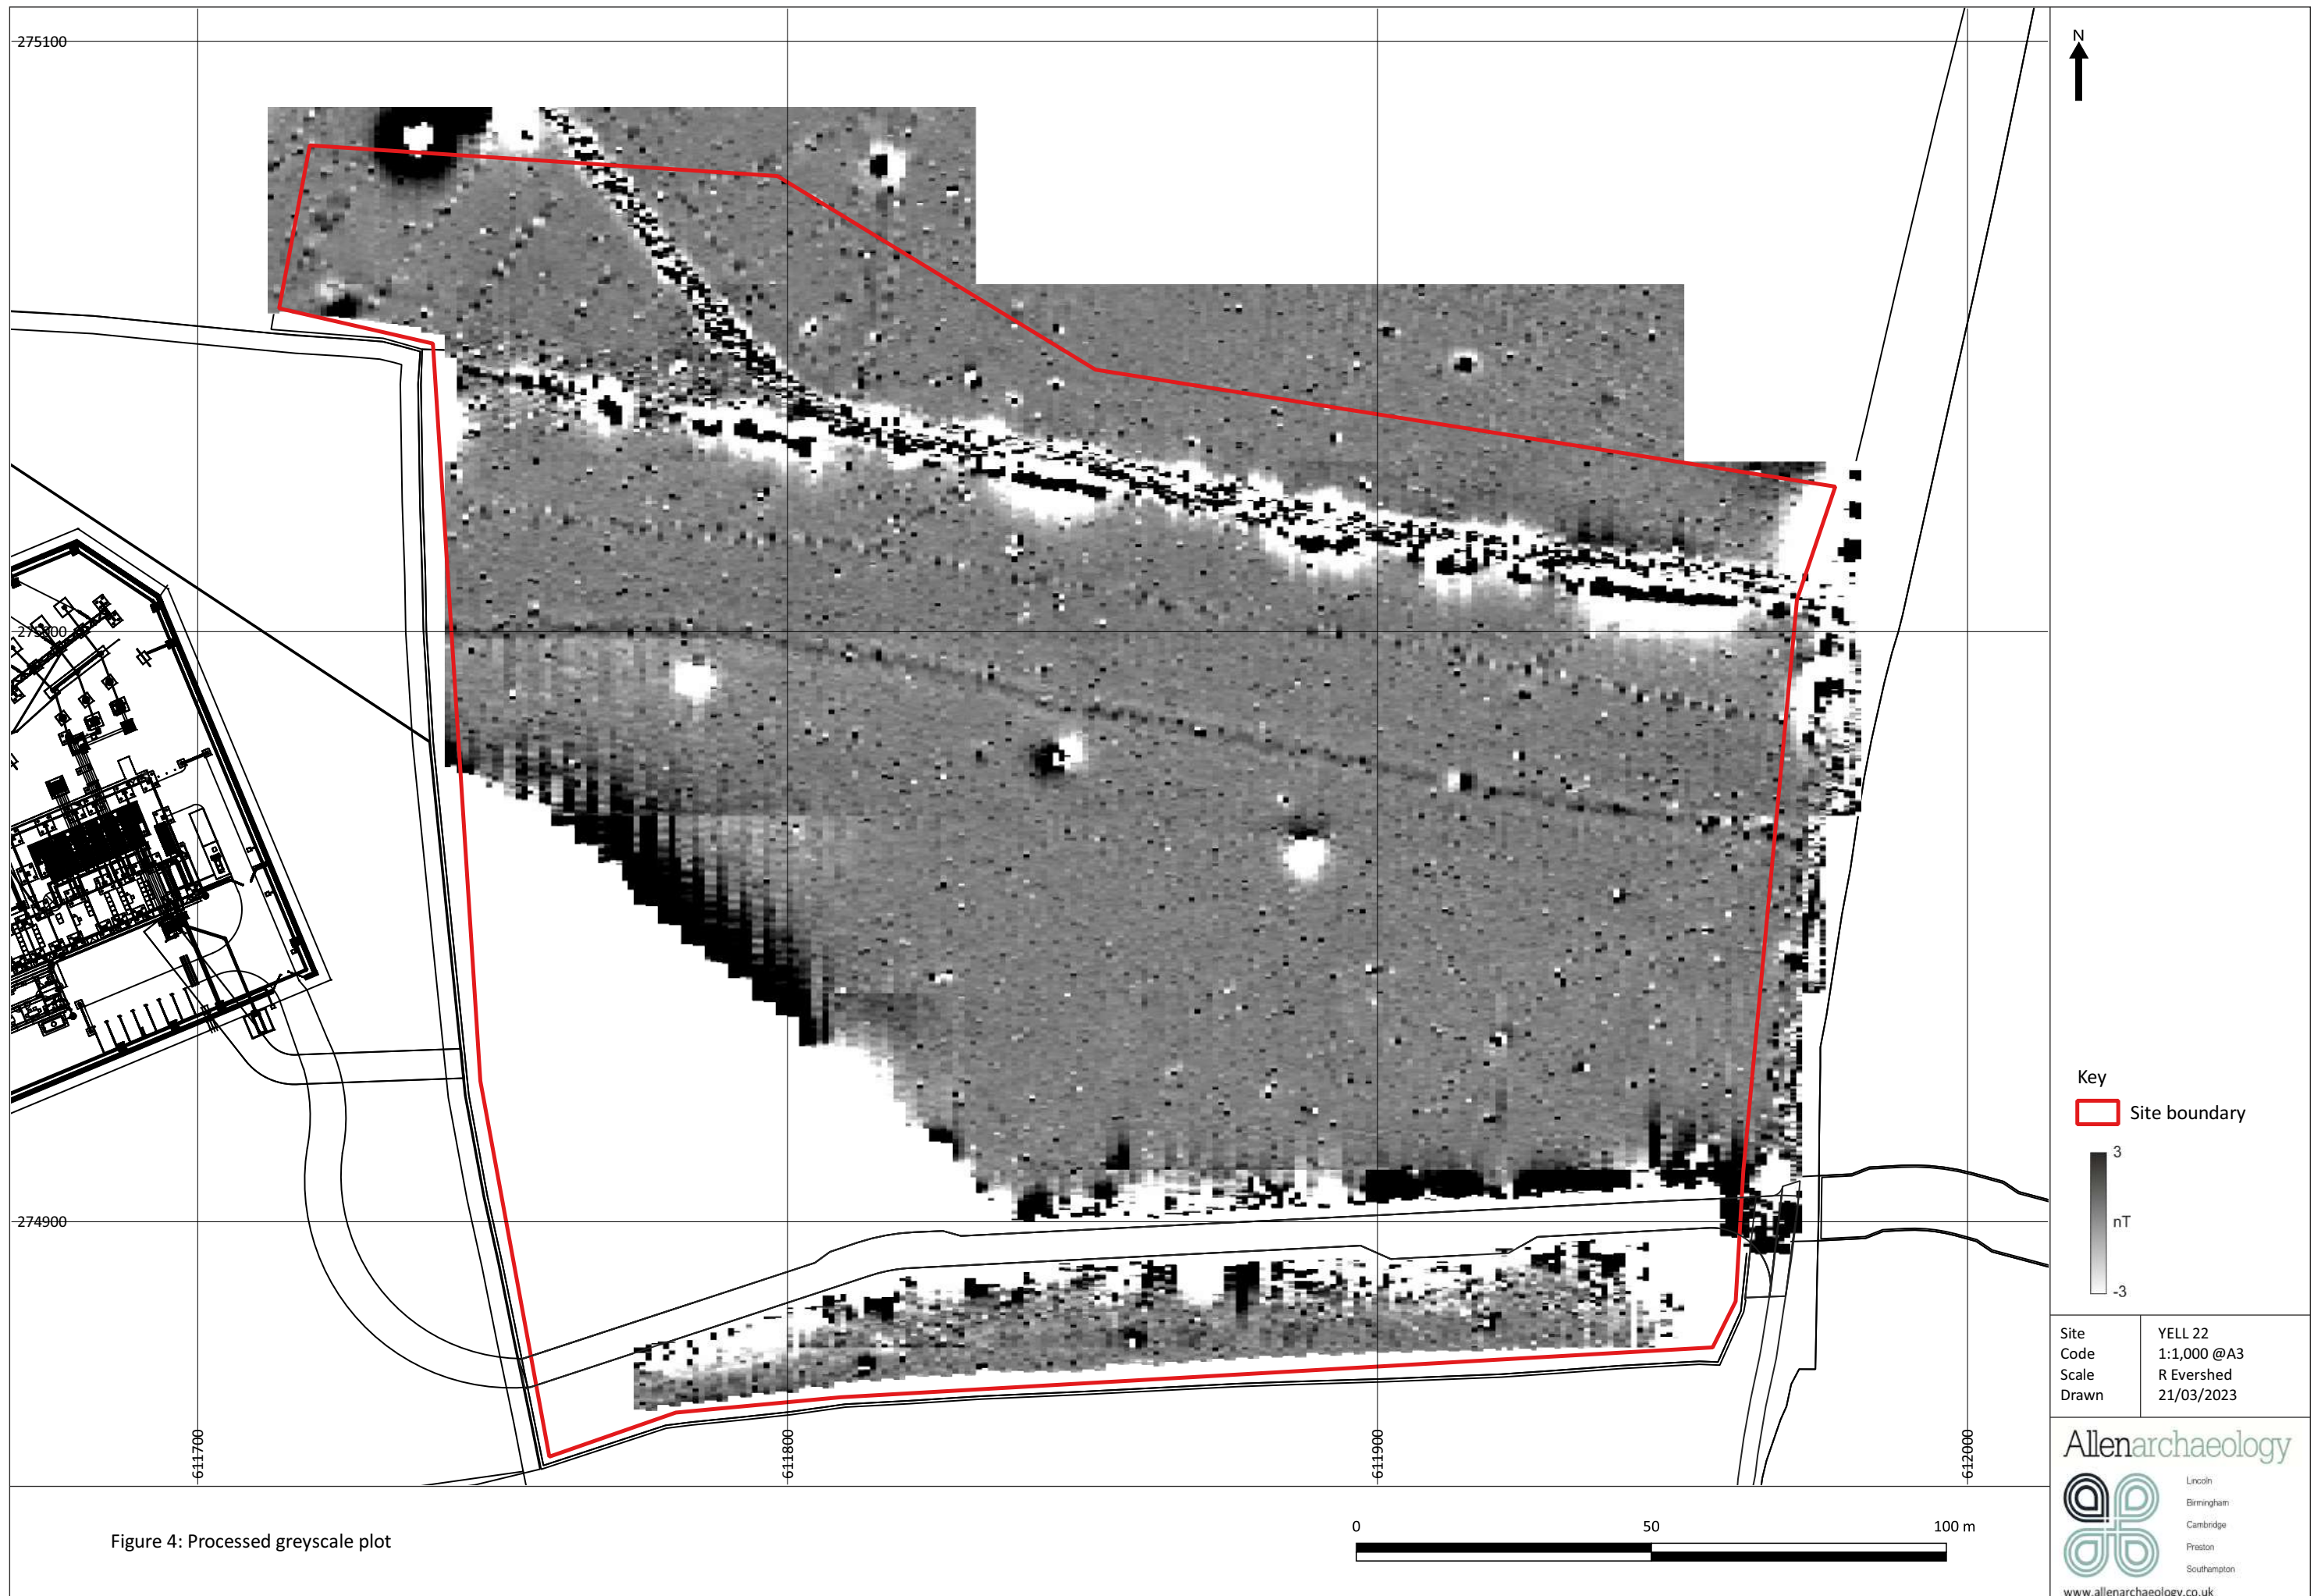 275100
N
275000
274900
611700
611800
611900
612000
Key
Site boundary
3
nT
-3
Site YELL 22
Code 1:1,000 @A3
Scale R Evershed
Drawn 21/03/2023
Allenarchaeology
Lincoln
Birmingham
Cambridge
Preston
Southampton
www.allenarchaeology.co.uk
0 50 100 m
Figure 4: Processed greyscale plot